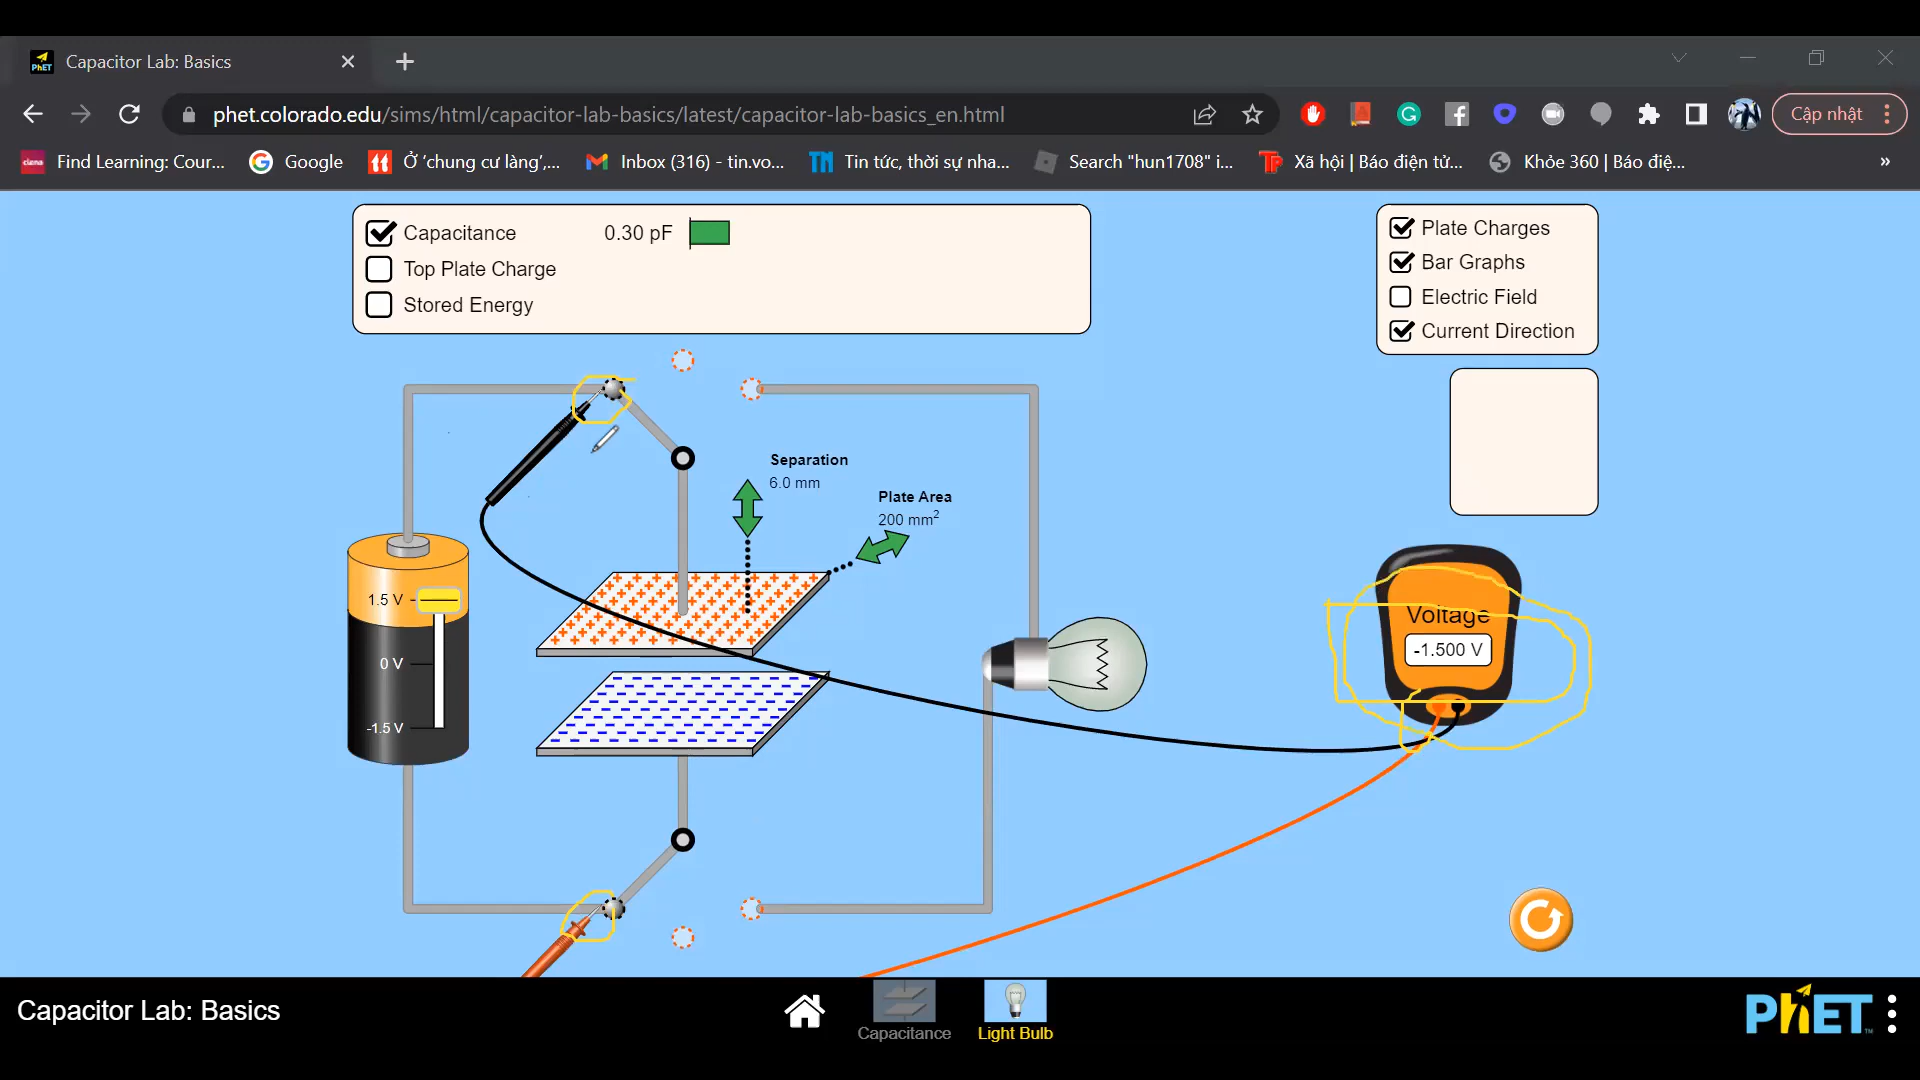 PhET
Capacitor Lab: Basics
phet.colorado.edu/sims/html/capacitor-lab-basics/latest/capacitor-lab-basics_en.html
Cập nhật
ciena
Find Learning: Cour...
Google
Ở 'chung cư làng',...
Inbox (316) - tin.vo...
TN
Tin tức, thời sự nha...
Search "hun1708" i...
TP
Xã hội | Báo điện tử...
Khỏe 360 | Báo điệ...
»
Capacitance
0.30 pF
Top Plate Charge
Stored Energy
Plate Charges
Bar Graphs
Electric Field
Current Direction
Separation
6.0 mm
Plate Area
200 mm²
1.5 V
0 V
-1.5 V
Voltage
-1.500 V
Capacitor Lab: Basics
Capacitance
Light Bulb
PhET